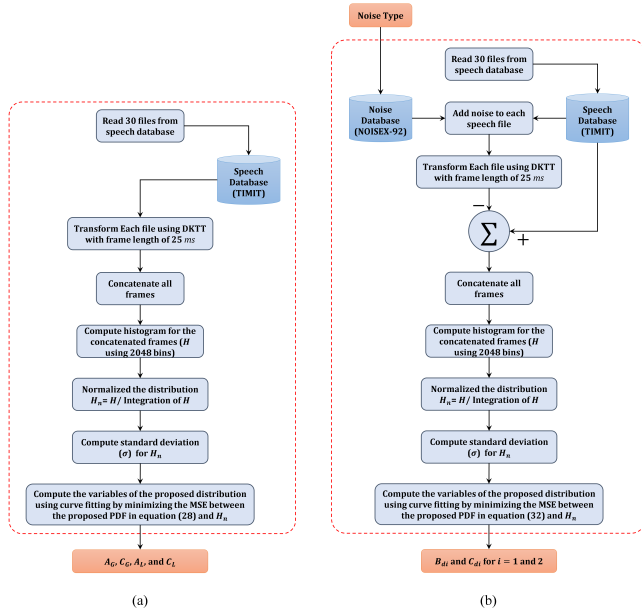 Read 30 files from
speech database
Speech
Database
(TIMIT)
Transform Each file using DKTT
with frame length of 25 ms
Concatenate all
frames
Compute histogram for the
concatenated frames (H
using 2048 bins)
Normalized the distribution
Hₙ= H/ Integration of H
Compute standard deviation
(σ) for Hₙ
Compute the variables of the proposed distribution
using curve fitting by minimizing the MSE between
the proposed PDF in equation (28) and Hₙ
A_G, C_G, A_L, and C_L
(a)
Noise Type
Read 30 files from
speech database
Noise
Database
(NOISEX-92)
Add noise to each
speech file
Speech
Database
(TIMIT)
Transform Each file using DKTT
with frame length of 25 ms
−
∑
+
Concatenate all
frames
Compute histogram for the
concatenated frames (H
using 2048 bins)
Normalized the distribution
Hₙ= H/ Integration of H
Compute standard deviation
(σ) for Hₙ
Compute the variables of the proposed distribution
using curve fitting by minimizing the MSE between
the proposed PDF in equation (32) and Hₙ
B_di and C_di for i = 1 and 2
(b)